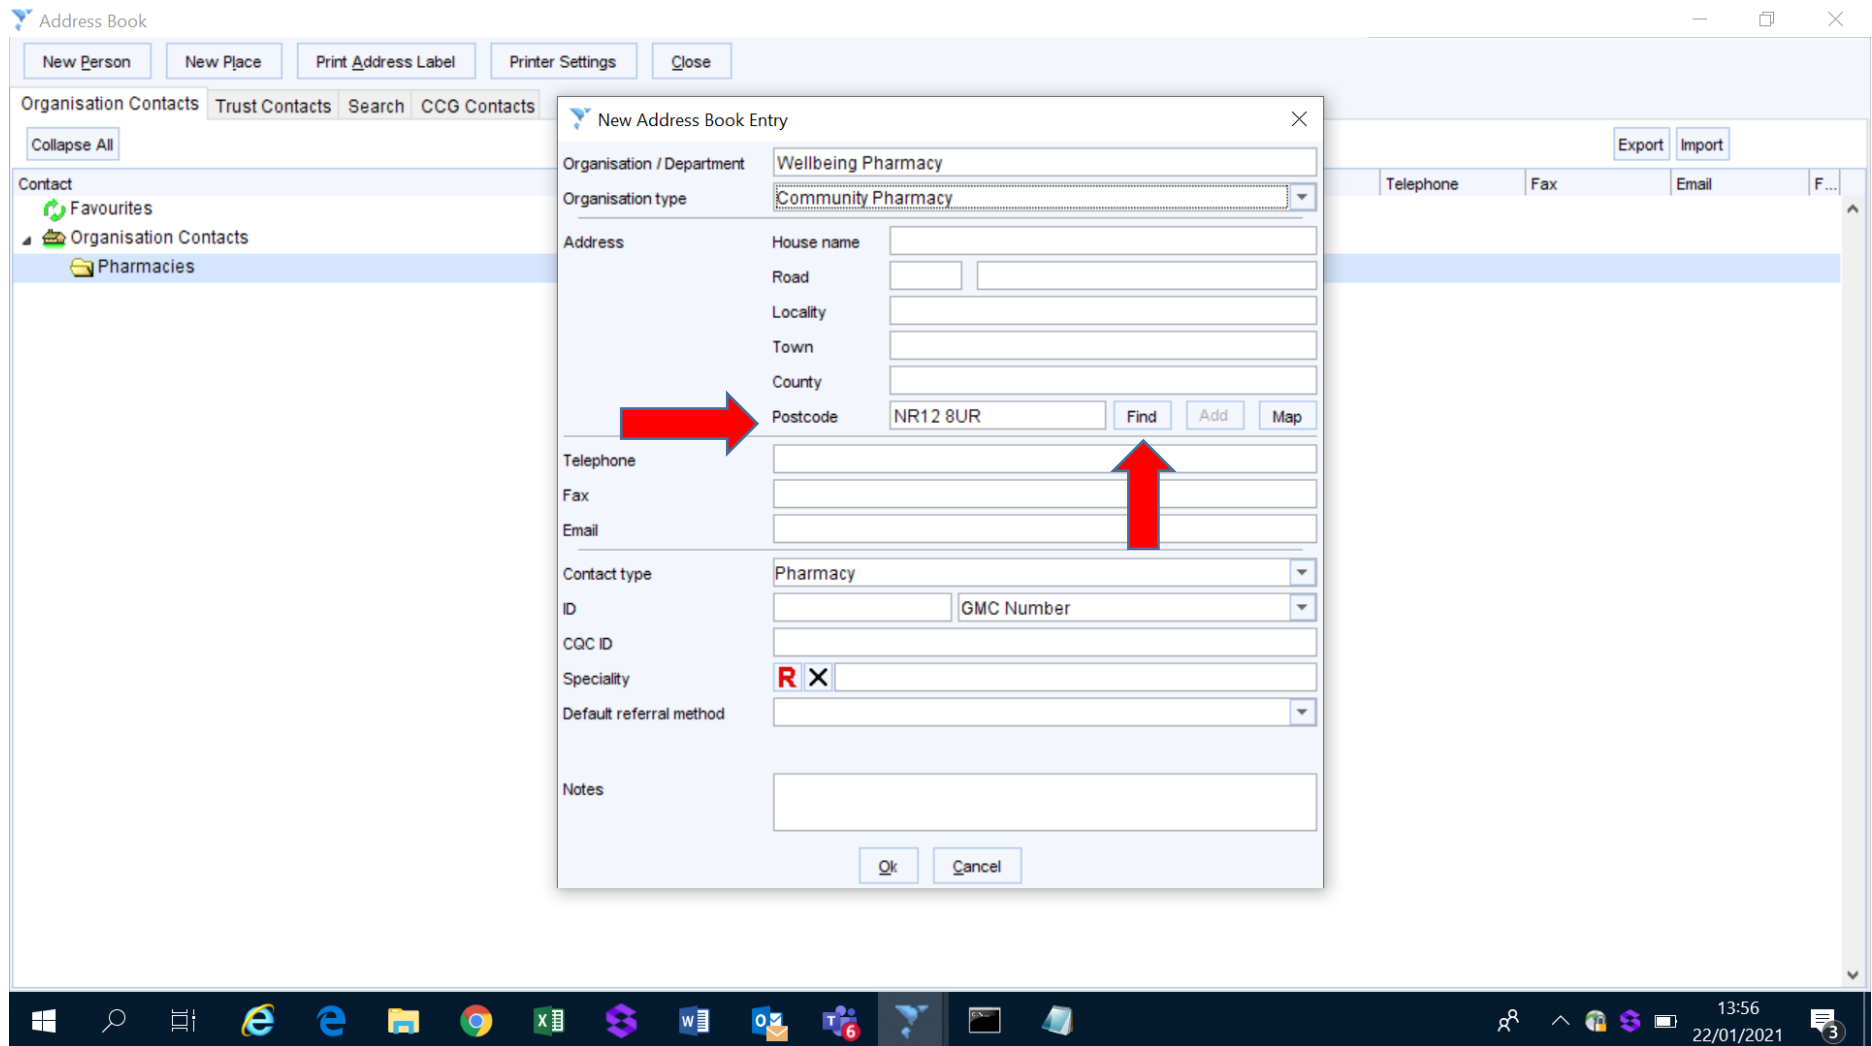 Address Book
New Person New Place Print Address Label Printer Settings Close
Organisation Contacts Trust Contacts Search CCG Contacts
Collapse All
Export Import
Contact
Telephone Fax Email F...
Favourites
Organisation Contacts
Pharmacies
New Address Book Entry
Organisation / Department Wellbeing Pharmacy
Organisation type Community Pharmacy
Address House name
Road
Locality
Town
County
Postcode NR12 8UR Find Add Map
Telephone
Fax
Email
Contact type Pharmacy
ID GMC Number
CQC ID
Speciality R
Default referral method
Notes
Ok Cancel
6
13:56
22/01/2021
3